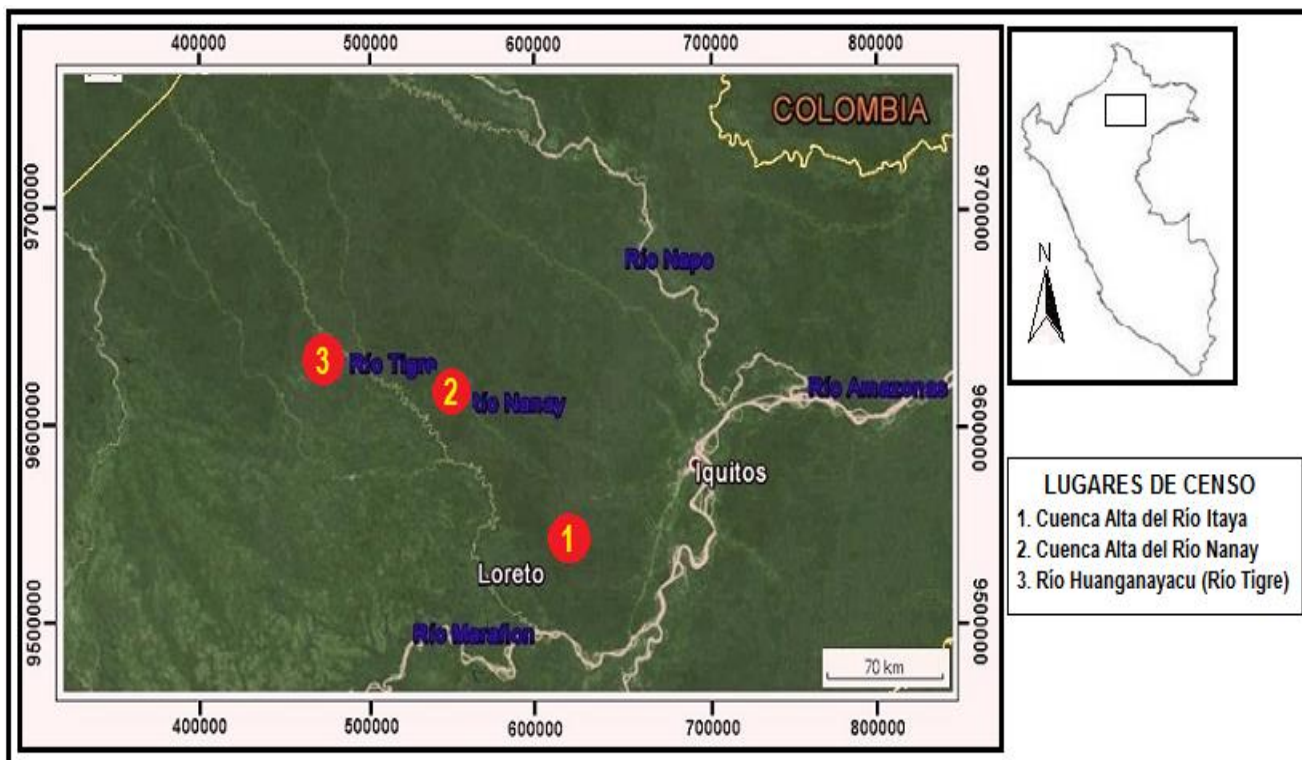 400000
500000
600000
700000
800000
COLOMBIA
9700000
9700000
Río Napo
N
Río Tigre
3
2
Río Nanay
Río Amazonas
9600000
9600000
Iquitos
1
Loreto
9500000
9500000
Río Marañon
70 km
400000
500000
600000
700000
800000
LUGARES DE CENSO
1. Cuenca Alta del Río Itaya
2. Cuenca Alta del Río Nanay
3. Río Huanganayacu (Río Tigre)